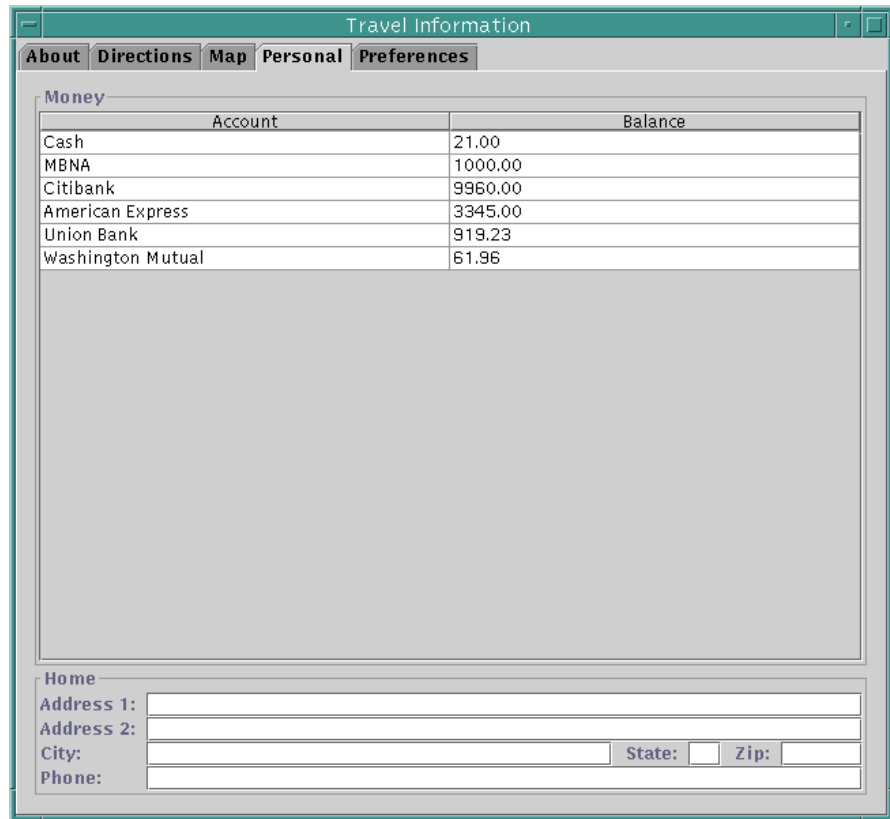 Travel Information
About Directions Map Personal Preferences
Money
Account Balance
Cash 21.00
MBNA 1000.00
Citibank 9960.00
American Express 3345.00
Union Bank 919.23
Washington Mutual 61.96
Home
Address 1:
Address 2:
City: State: Zip:
Phone: